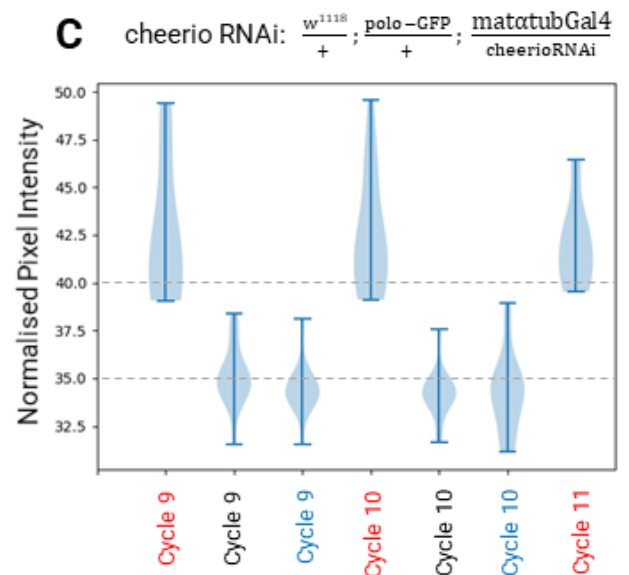 C cheerio RNAi: w¹¹¹⁸/+ ; polo-GFP/+ ; matαtubGal4/cheerioRNAi
Normalised Pixel Intensity
50.0
47.5
45.0
42.5
40.0
37.5
35.0
32.5
Cycle 9
Cycle 9
Cycle 9
Cycle 10
Cycle 10
Cycle 10
Cycle 11